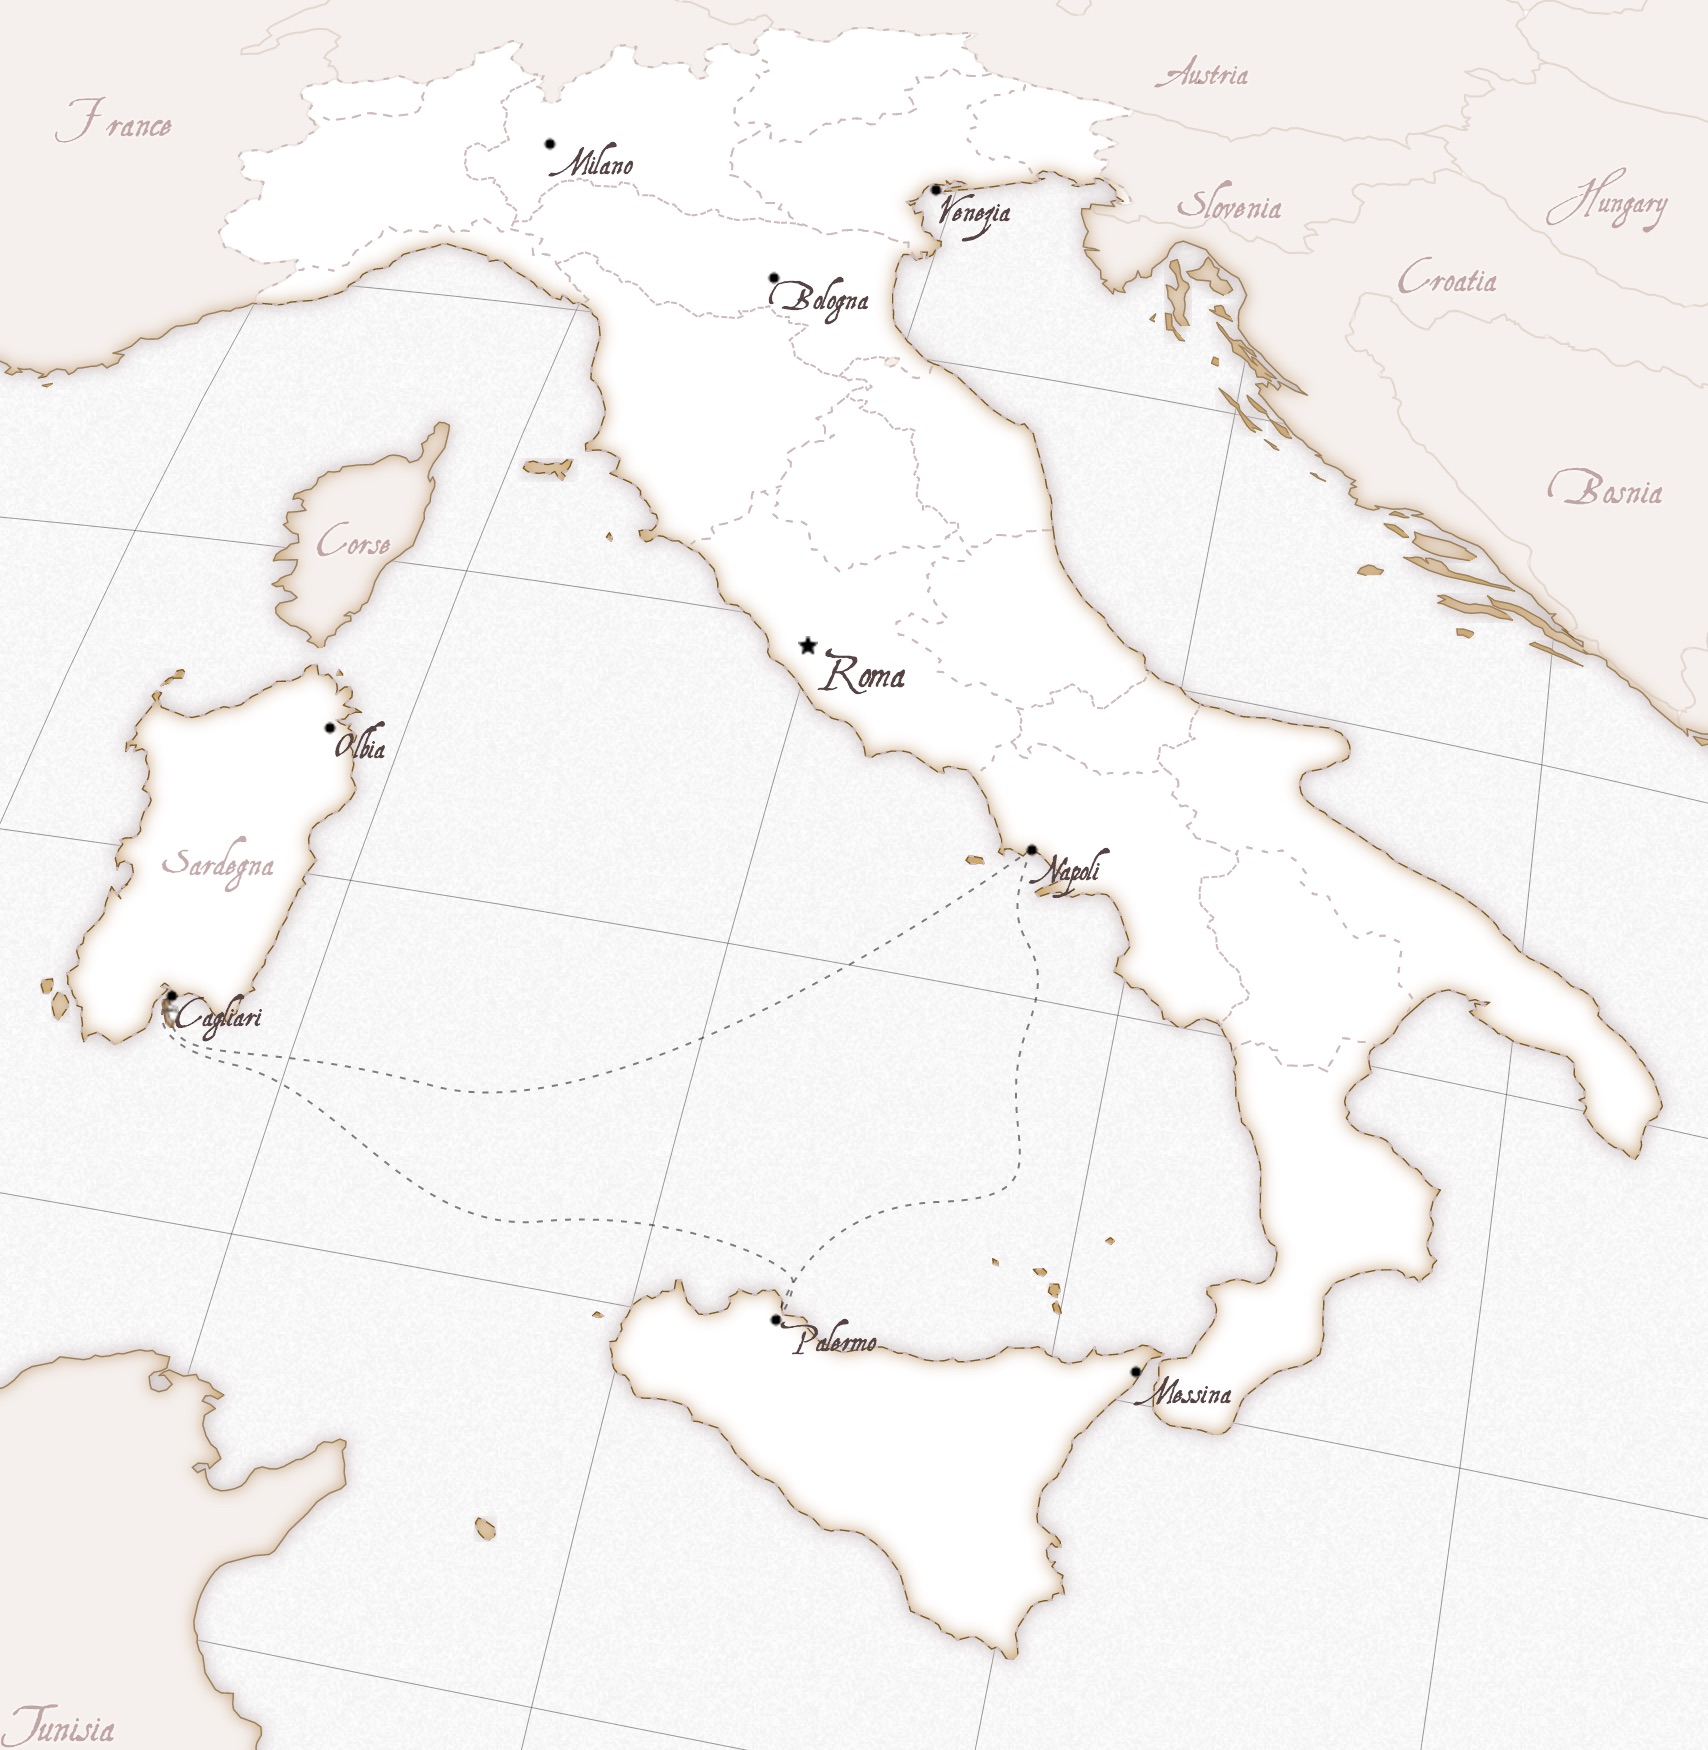 Austria
France
Milano
Slovenia
Hungary
Venezia
Croatia
Bologna
Bosnia
Corse
Roma
Olbia
Sardegna
Napoli
Cagliari
Palermo
Messina
Tunisia